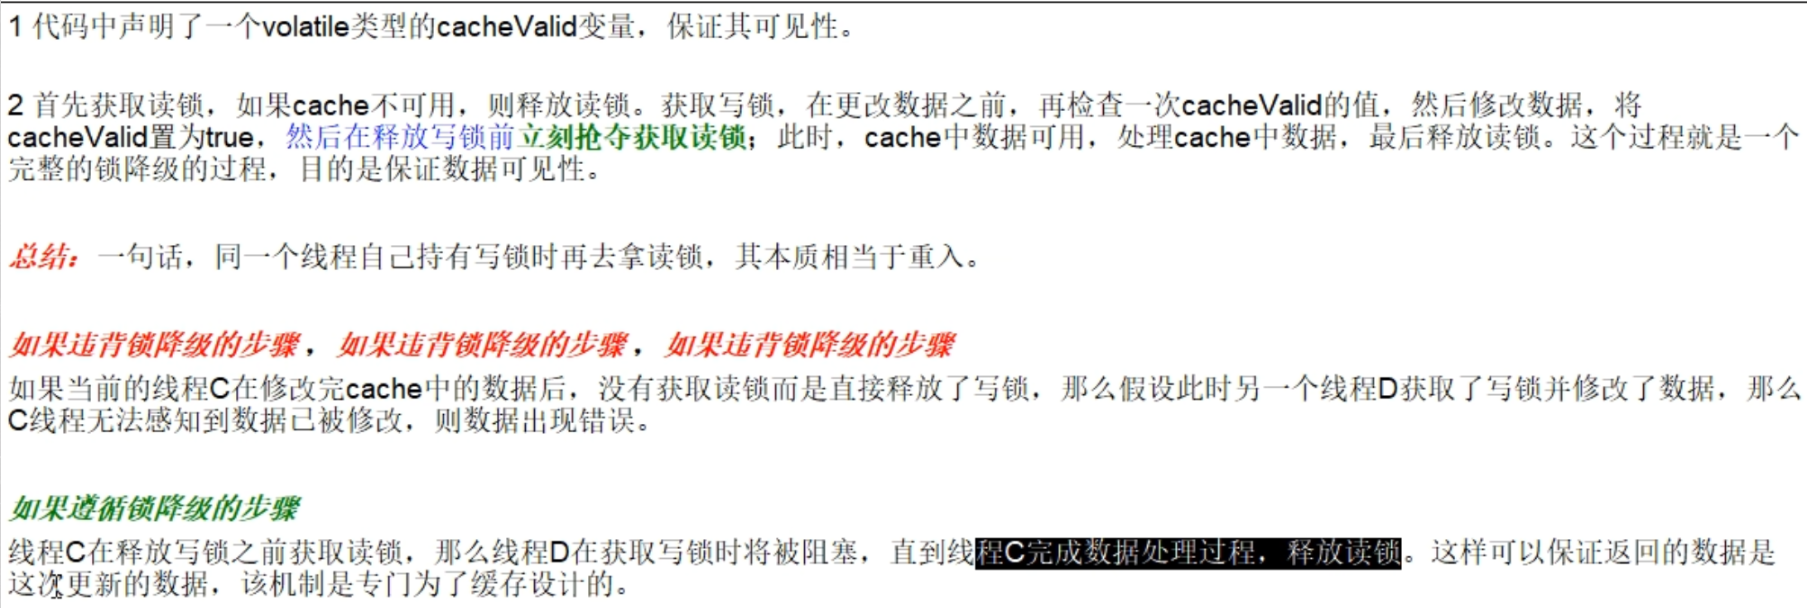 1 代码中声明了一个volatile类型的cacheValid变量，保证其可见性。
2 首先获取读锁，如果cache不可用，则释放读锁。获取写锁，在更改数据之前，再检查一次cacheValid的值，然后修改数据，将
cacheValid置为true，然后在释放写锁前立刻抢夺获取读锁；此时，cache中数据可用，处理cache中数据，最后释放读锁。这个过程就是一个
完整的锁降级的过程，目的是保证数据可见性。
总结：一句话，同一个线程自己持有写锁时再去拿读锁，其本质相当于重入。
如果违背锁降级的步骤，如果违背锁降级的步骤，如果违背锁降级的步骤
如果当前的线程C在修改完cache中的数据后，没有获取读锁而是直接释放了写锁，那么假设此时另一个线程D获取了写锁并修改了数据，那么
C线程无法感知到数据已被修改，则数据出现错误。
如果遵循锁降级的步骤
线程C在释放写锁之前获取读锁，那么线程D在获取写锁时将被阻塞，直到线程C完成数据处理过程，释放读锁。这样可以保证返回的数据是
这次更新的数据，该机制是专门为了缓存设计的。